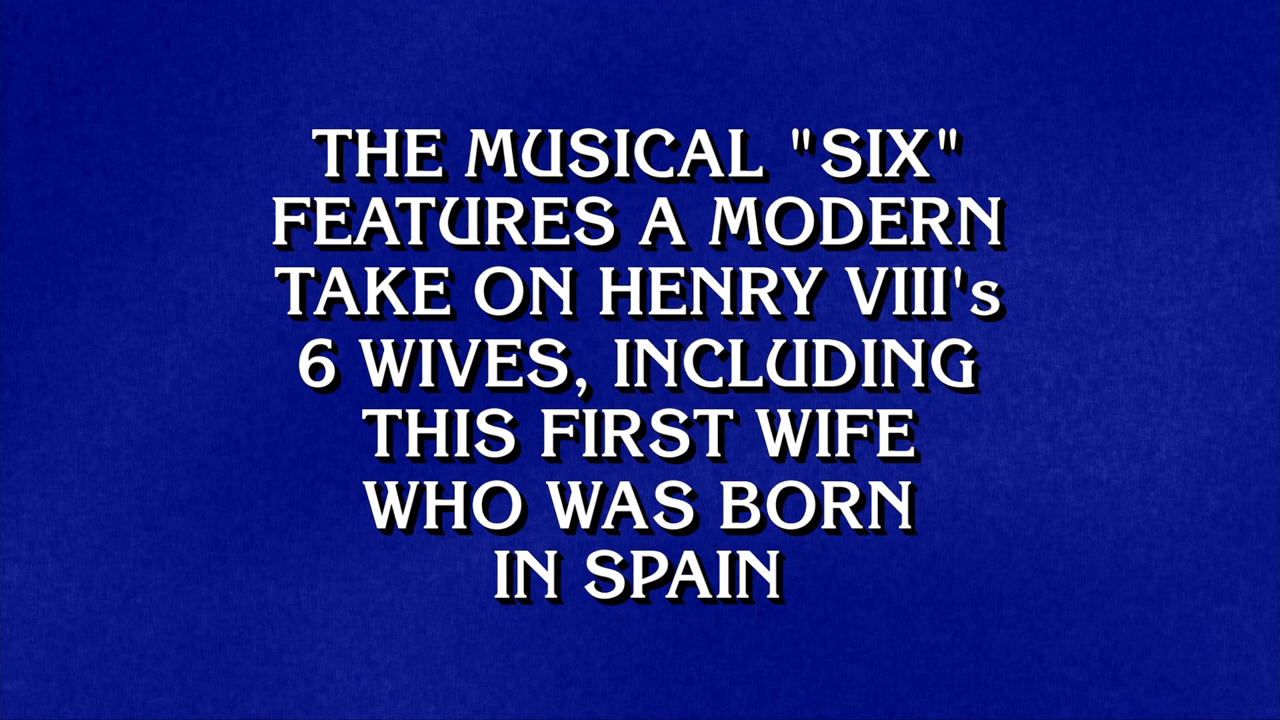 THE MUSICAL "SIX"
FEATURES A MODERN
TAKE ON HENRY VIII's
6 WIVES, INCLUDING
THIS FIRST WIFE
WHO WAS BORN
IN SPAIN